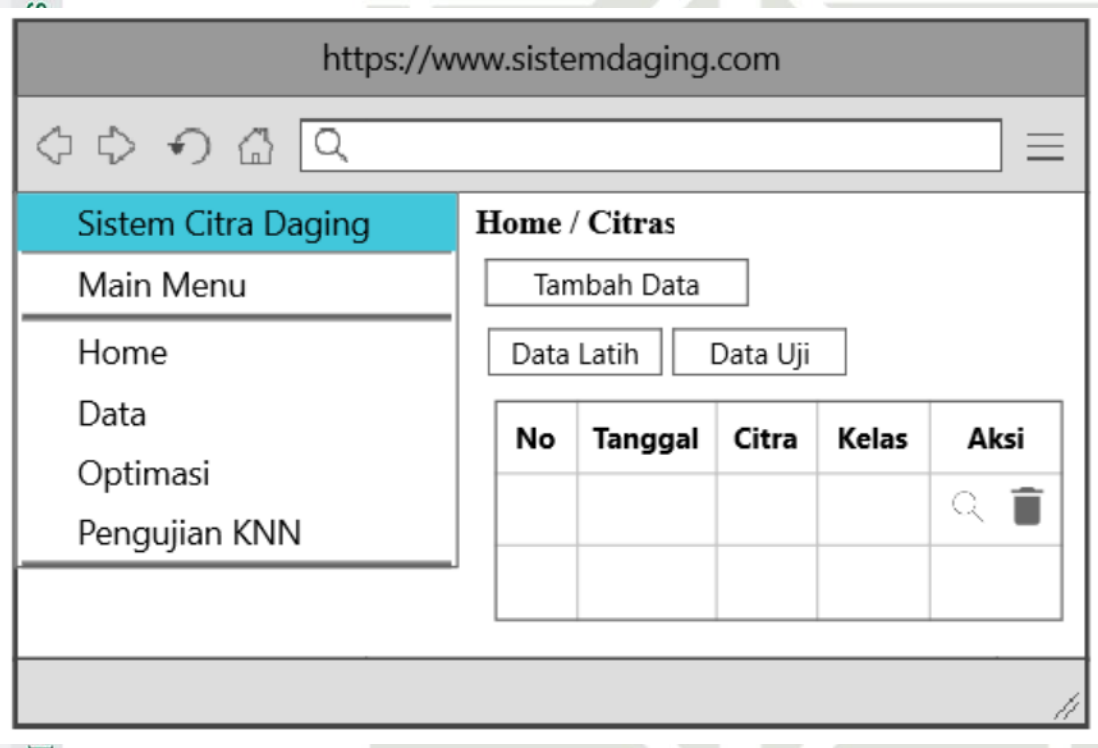 https://www.sistemdaging.com
Sistem Citra Daging
Main Menu
Home
Data
Optimasi
Pengujian KNN
Home / Citras
Tambah Data
Data Latih Data Uji
No Tanggal Citra Kelas Aksi